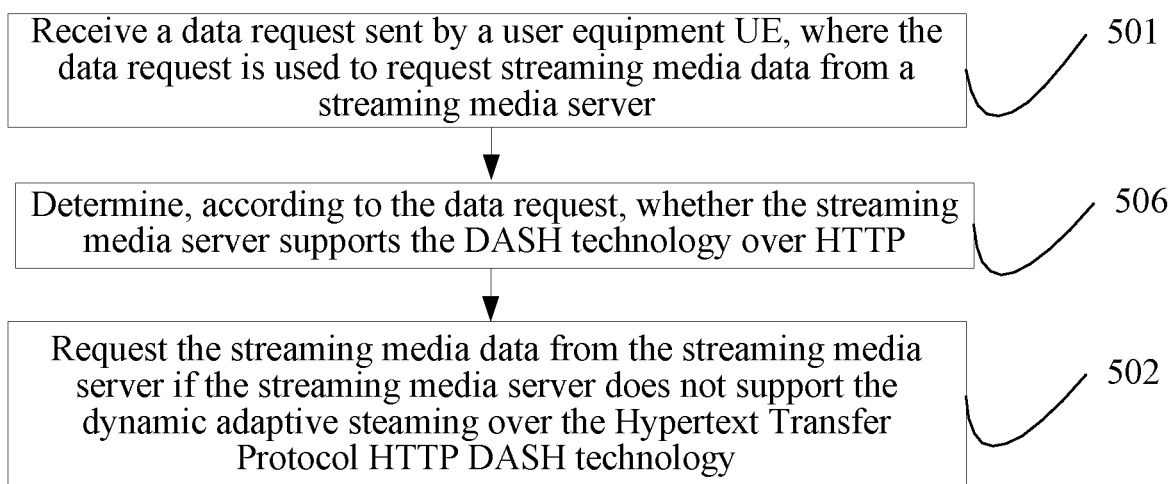 Receive a data request sent by a user equipment UE, where the
data request is used to request streaming media data from a
streaming media server
501
Determine, according to the data request, whether the streaming
media server supports the DASH technology over HTTP
506
Request the streaming media data from the streaming media
server if the streaming media server does not support the
dynamic adaptive steaming over the Hypertext Transfer
Protocol HTTP DASH technology
502